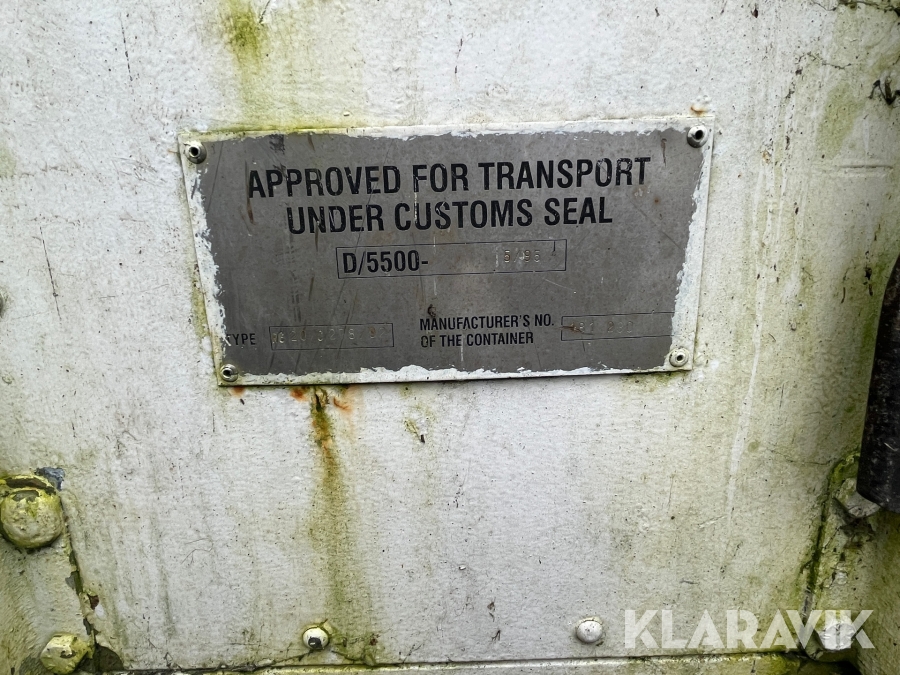 APPROVED FOR TRANSPORT
UNDER CUSTOMS SEAL
D/5500-
TYPE
MANUFACTURER'S NO.
OF THE CONTAINER
KLARAVIK